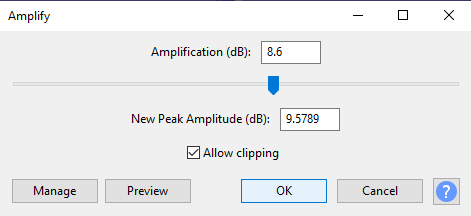 Amplify
Amplification (dB): 8.6
New Peak Amplitude (dB): 9.5789
Allow clipping
Manage Preview OK Cancel ?